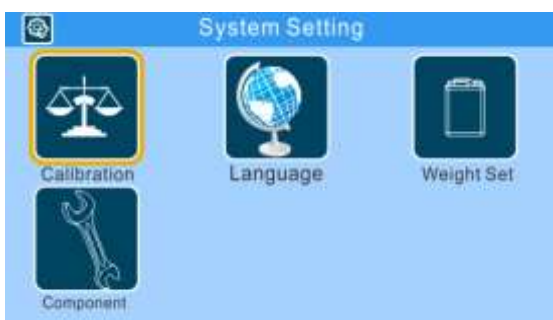 System Setting
Calibration
Language
Weight Set
Component